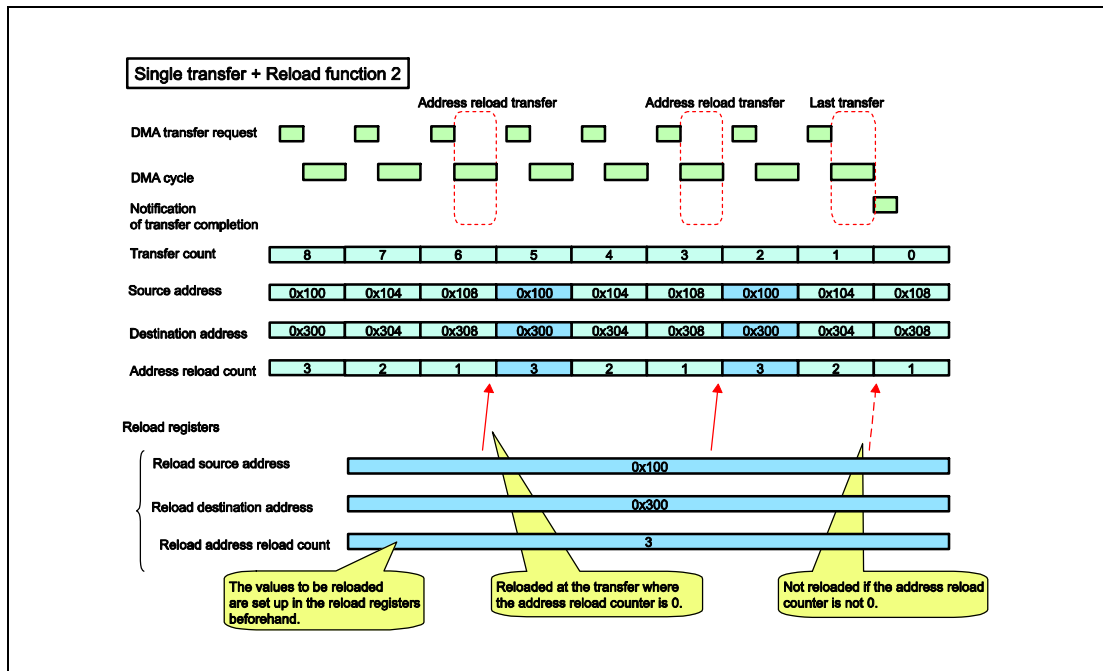 Single transfer + Reload function 2
Address reload transfer Address reload transfer Last transfer
DMA transfer request
DMA cycle
Notification
of transfer completion
Transfer count 8 7 6 5 4 3 2 1 0
Source address 0x100 0x104 0x108 0x100 0x104 0x108 0x100 0x104 0x108
Destination address 0x300 0x304 0x308 0x300 0x304 0x308 0x300 0x304 0x308
Address reload count 3 2 1 3 2 1 3 2 1
Reload registers
Reload source address 0x100
Reload destination address 0x300
Reload address reload count 3
The values to be reloaded
are set up in the reload registers
beforehand.
Reloaded at the transfer where
the address reload counter is 0.
Not reloaded if the address reload
counter is not 0.